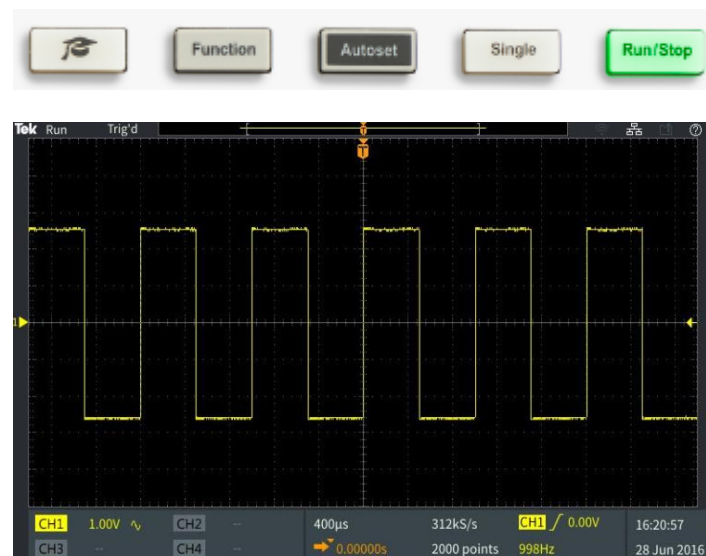 Function Autoset Single Run/Stop
Tek Run Trig'd
T
T
1
CH1 1.00V CH2 -- 400µs 312kS/s CH1 0.00V 16:20:57
CH3 -- CH4 -- 0.00000s 2000 points 998Hz 28 Jun 2016